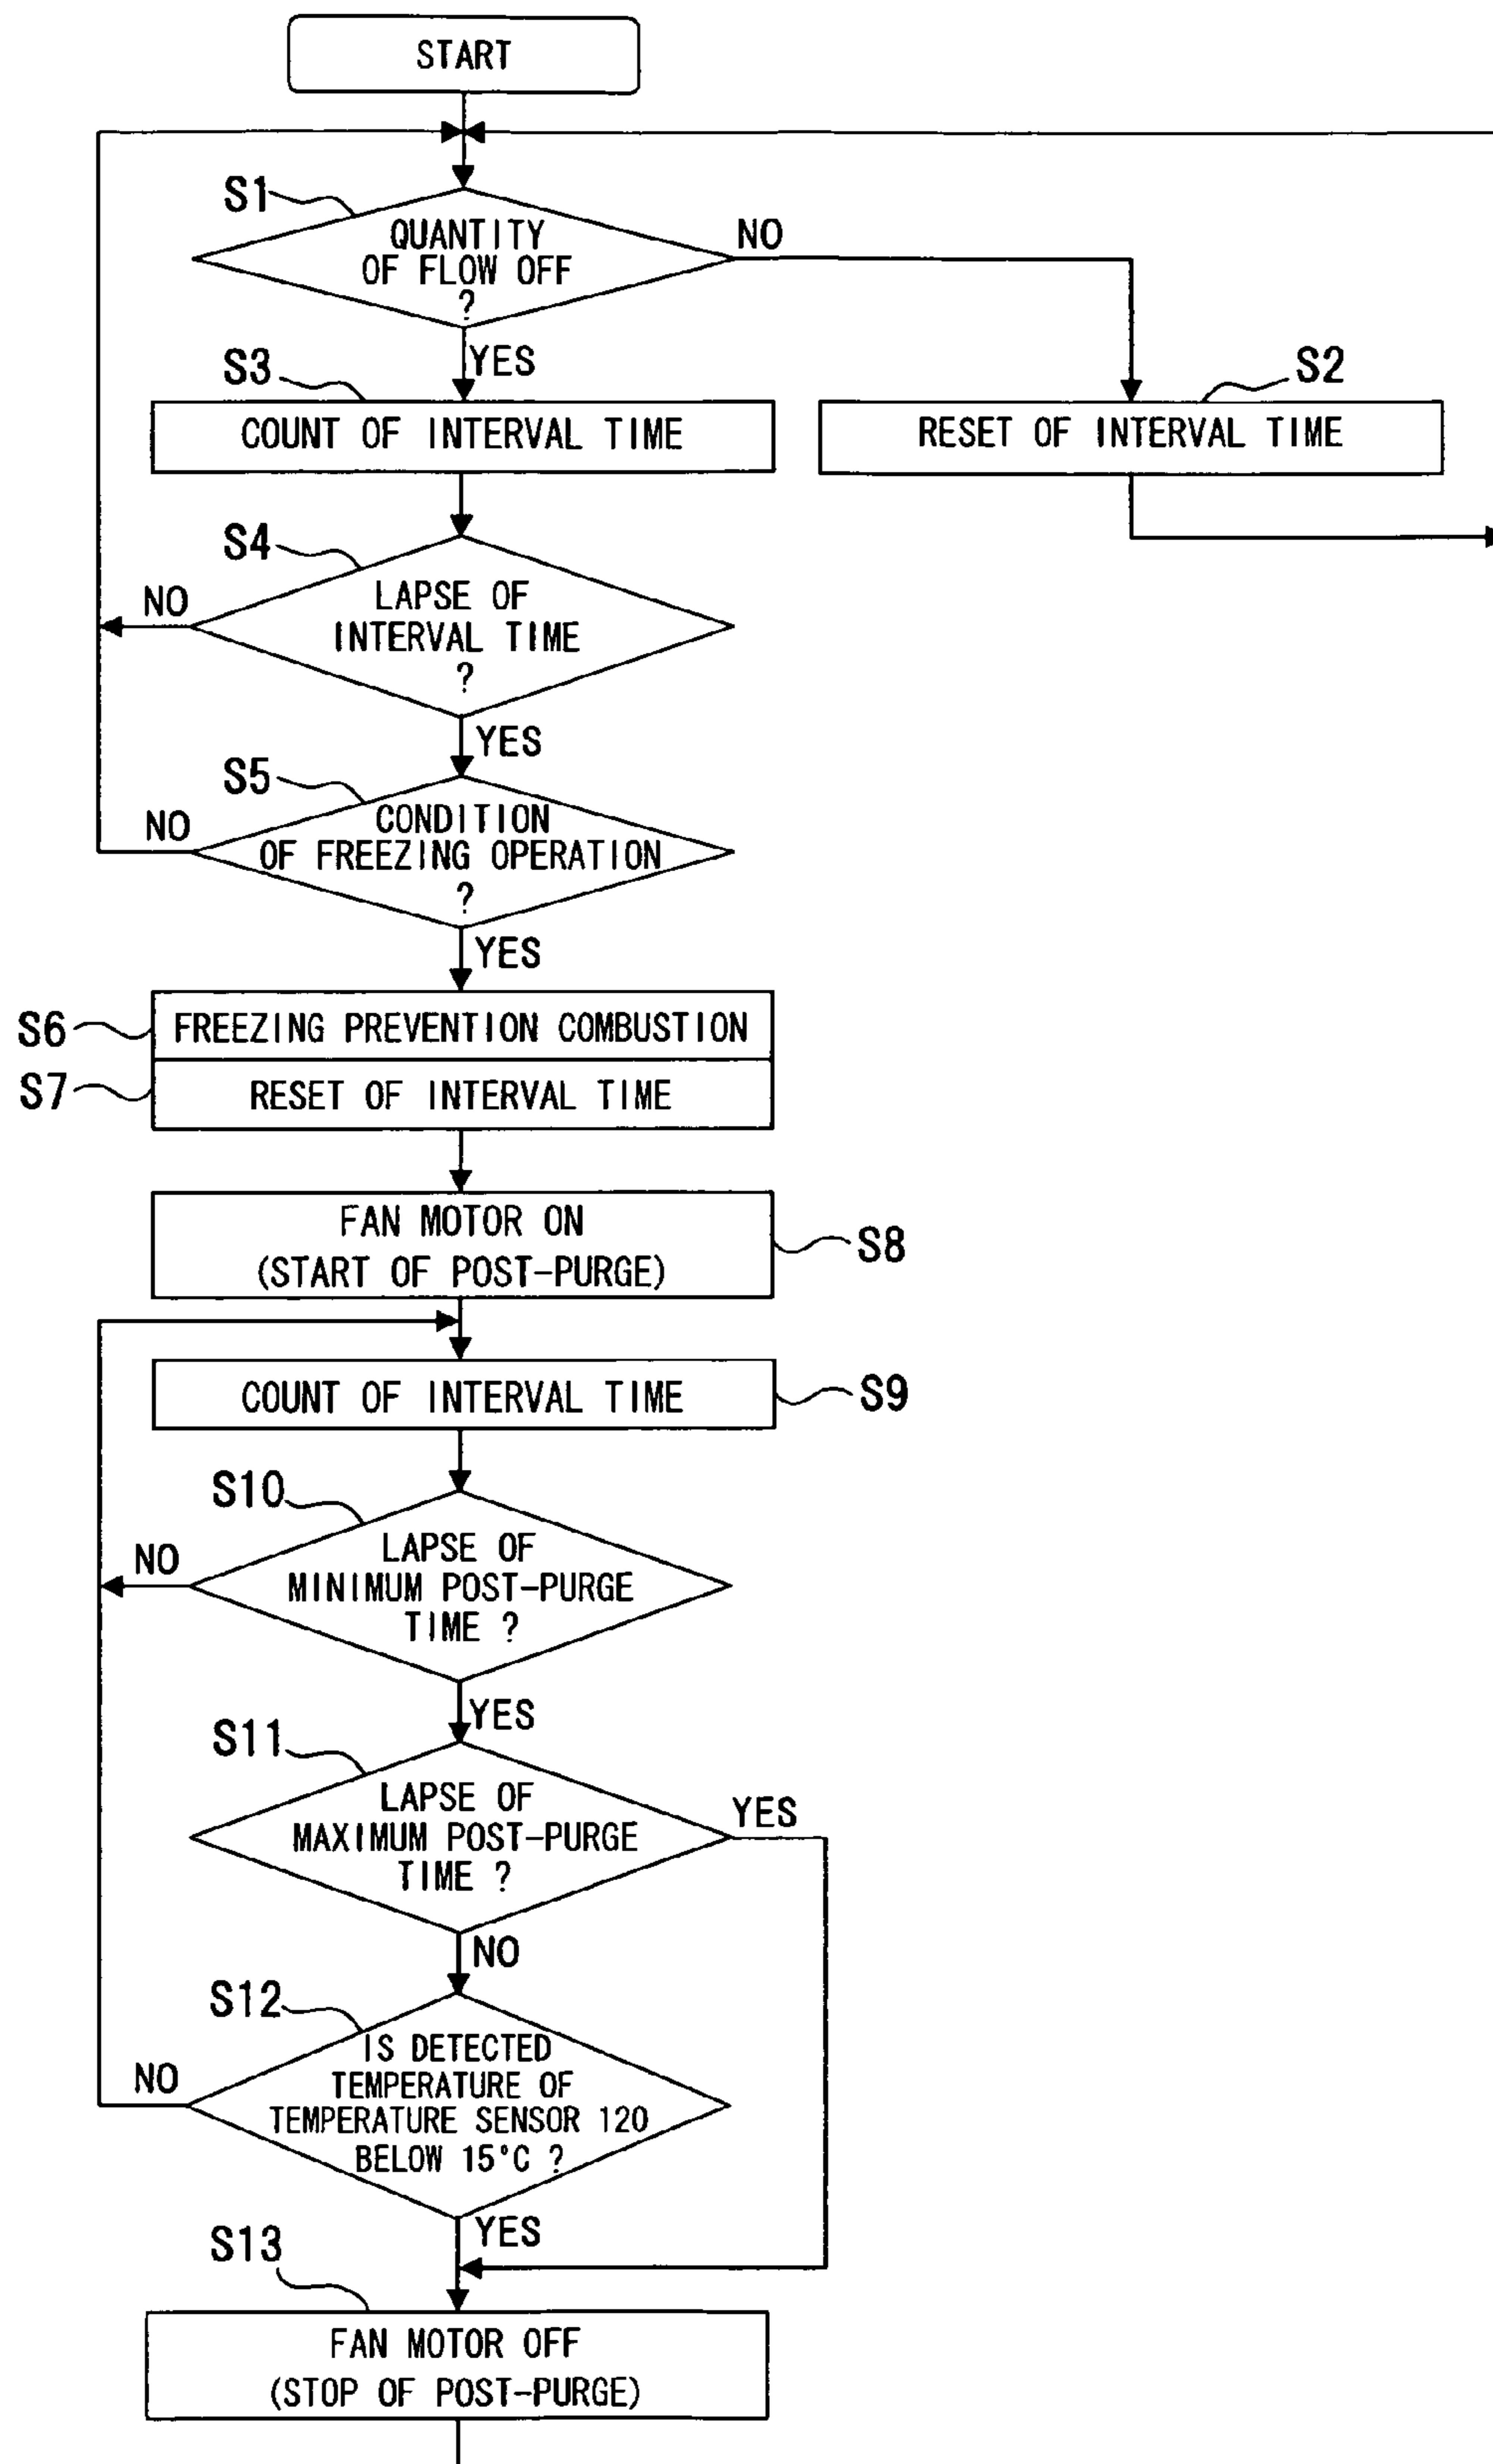 START
S1
QUANTITY
OF FLOW OFF
?
NO
YES
S3
COUNT OF INTERVAL TIME
S2
RESET OF INTERVAL TIME
S4
LAPSE OF
INTERVAL TIME
?
NO
YES
S5
CONDITION
OF FREEZING OPERATION
?
NO
YES
S6
FREEZING PREVENTION COMBUSTION
S7
RESET OF INTERVAL TIME
FAN MOTOR ON
(START OF POST-PURGE)
S8
COUNT OF INTERVAL TIME
S9
S10
LAPSE OF
MINIMUM POST-PURGE
TIME ?
NO
YES
S11
LAPSE OF
MAXIMUM POST-PURGE
TIME ?
YES
NO
S12
IS DETECTED
TEMPERATURE OF
TEMPERATURE SENSOR 120
BELOW 15°C ?
NO
YES
S13
FAN MOTOR OFF
(STOP OF POST-PURGE)